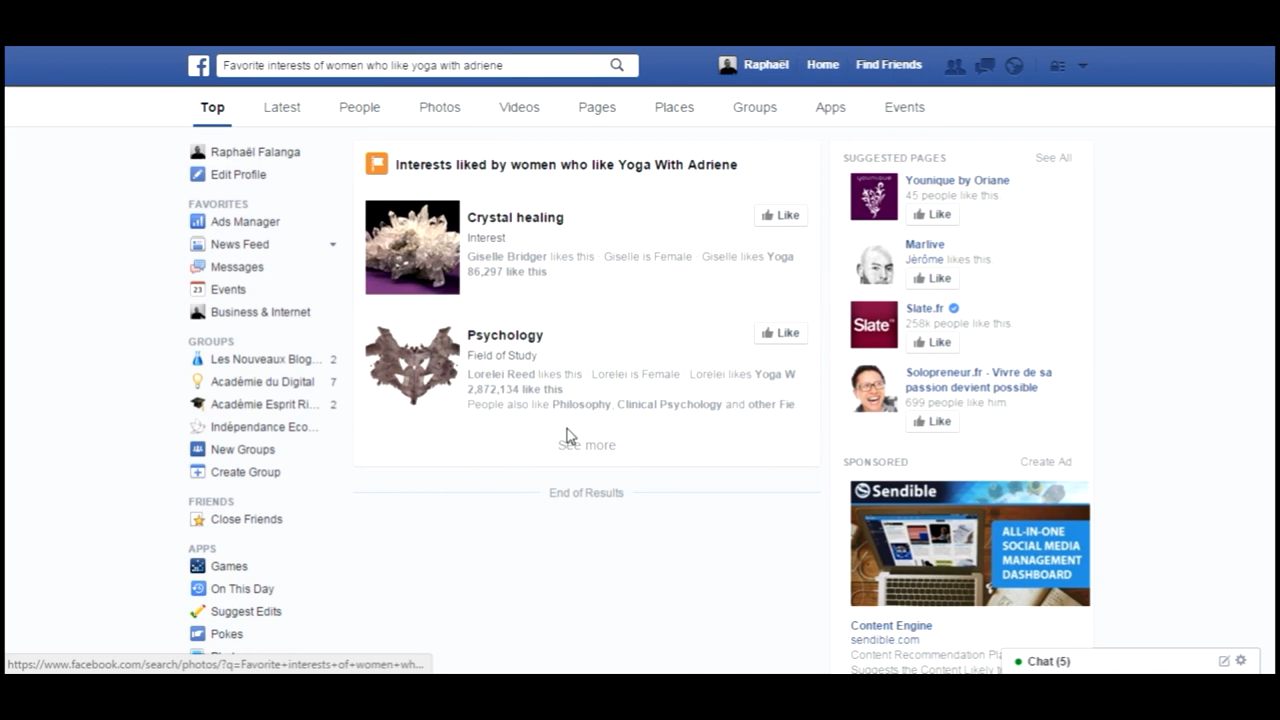 Favorite interests of women who like yoga with adriene
Raphaël Home Find Friends
Top Latest People Photos Videos Pages Places Groups Apps Events
Raphaël Falanga
Edit Profile
FAVORITES
Ads Manager
News Feed
Messages
23 Events
Business & Internet
GROUPS
Les Nouveaux Blog... 2
Académie du Digital 7
Académie Esprit Ri... 2
Indépendance Eco...
New Groups
Create Group
FRIENDS
Close Friends
APPS
Games
On This Day
Suggest Edits
Pokes
https://www.facebook.com/search/photos/?q=Favorite+interests+of+women+wh...
Interests liked by women who like Yoga With Adriene
Crystal healing
Like
Interest
Giselle Bridger likes this · Giselle is Female · Giselle likes Yoga
86,297 like this
Psychology
Like
Field of Study
Lorelei Reed likes this · Lorelei is Female · Lorelei likes Yoga W
2,872,134 like this
People also like Philosophy, Clinical Psychology and other Fie
See more
End of Results
SUGGESTED PAGES See All
YOUNIQUE
Younique by Oriane
45 people like this
Like
Marlive
Jérôme likes this
Like
Slate
Slate.fr
258k people like this
Like
Solopreneur.fr - Vivre de sa
passion devient possible
699 people like him
Like
SPONSORED Create Ad
Sendible
ALL-IN-ONE
SOCIAL MEDIA
MANAGEMENT
DASHBOARD
Content Engine
sendible.com
Content Recommendation Pla
Suggests the Content Likely to
Chat (5)